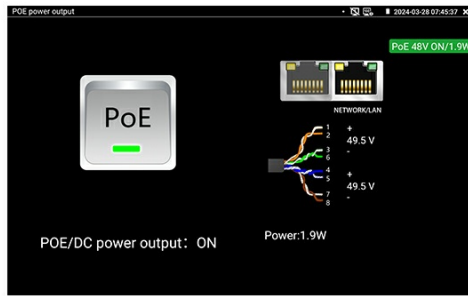 POE power output
2024-03-28 07:45:37
POE 48V ON/1.9W
PoE
NETWORK/LAN
1
2
+
49.5 V
-
3
6
4
5
+
49.5 V
-
7
8
POE/DC power output: ON
Power:1.9W